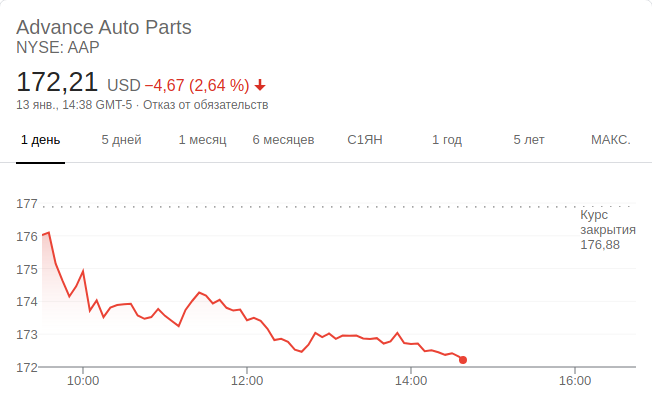 Advance Auto Parts
NYSE: AAP
172,21 USD −4,67 (2,64 %)
13 янв., 14:38 GMT-5 · Отказ от обязательств
1 день 5 дней 1 месяц 6 месяцев С1ЯН 1 год 5 лет МАКС.
177
Курс
закрытия
176,88
176
175
174
173
172
10:00 12:00 14:00 16:00